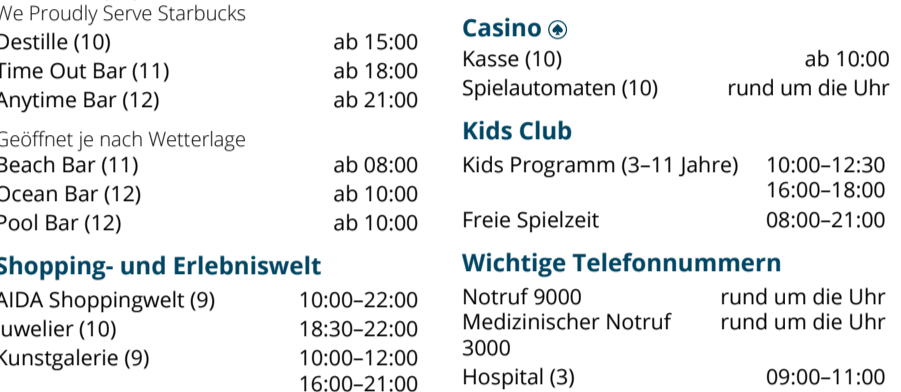 We Proudly Serve Starbucks
Destille (10) ab 15:00
Time Out Bar (11) ab 18:00
Anytime Bar (12) ab 21:00
Geöffnet je nach Wetterlage
Beach Bar (11) ab 08:00
Ocean Bar (12) ab 10:00
Pool Bar (12) ab 10:00
Shopping- und Erlebniswelt
AIDA Shoppingwelt (9) 10:00–22:00
uwelier (10) 18:30–22:00
Kunstgalerie (9) 10:00–12:00
16:00–21:00
Casino
Kasse (10) ab 10:00
Spielautomaten (10) rund um die Uhr
Kids Club
Kids Programm (3–11 Jahre) 10:00–12:30
16:00–18:00
Freie Spielzeit 08:00–21:00
Wichtige Telefonnummern
Notruf 9000 rund um die Uhr
Medizinischer Notruf rund um die Uhr
3000
Hospital (3) 09:00–11:00